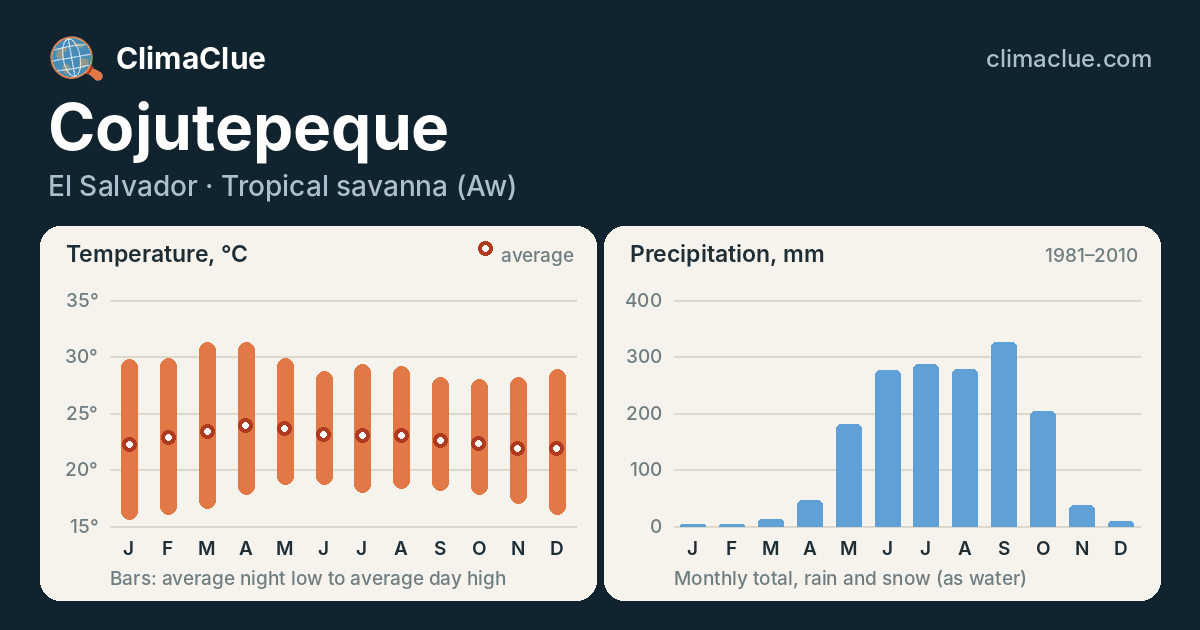 ClimaClue
climaclue.com
Cojutepeque
El Salvador · Tropical savanna (Aw)
Temperature, °C
average
35°
30°
25°
20°
15°
J F M A M J J A S O N D
Bars: average night low to average day high
Precipitation, mm
1981–2010
400
300
200
100
0
J F M A M J J A S O N D
Monthly total, rain and snow (as water)